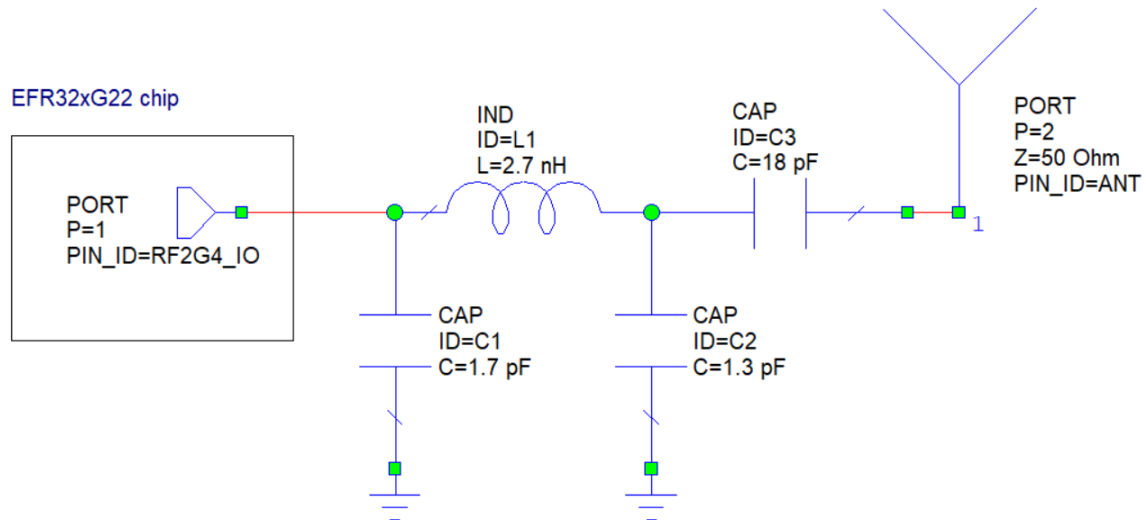 EFR32xG22 chip
PORT
P=1
PIN_ID=RF2G4_IO
IND
ID=L1
L=2.7 nH
CAP
ID=C3
C=18 pF
PORT
P=2
Z=50 Ohm
PIN_ID=ANT
1
CAP
ID=C1
C=1.7 pF
CAP
ID=C2
C=1.3 pF